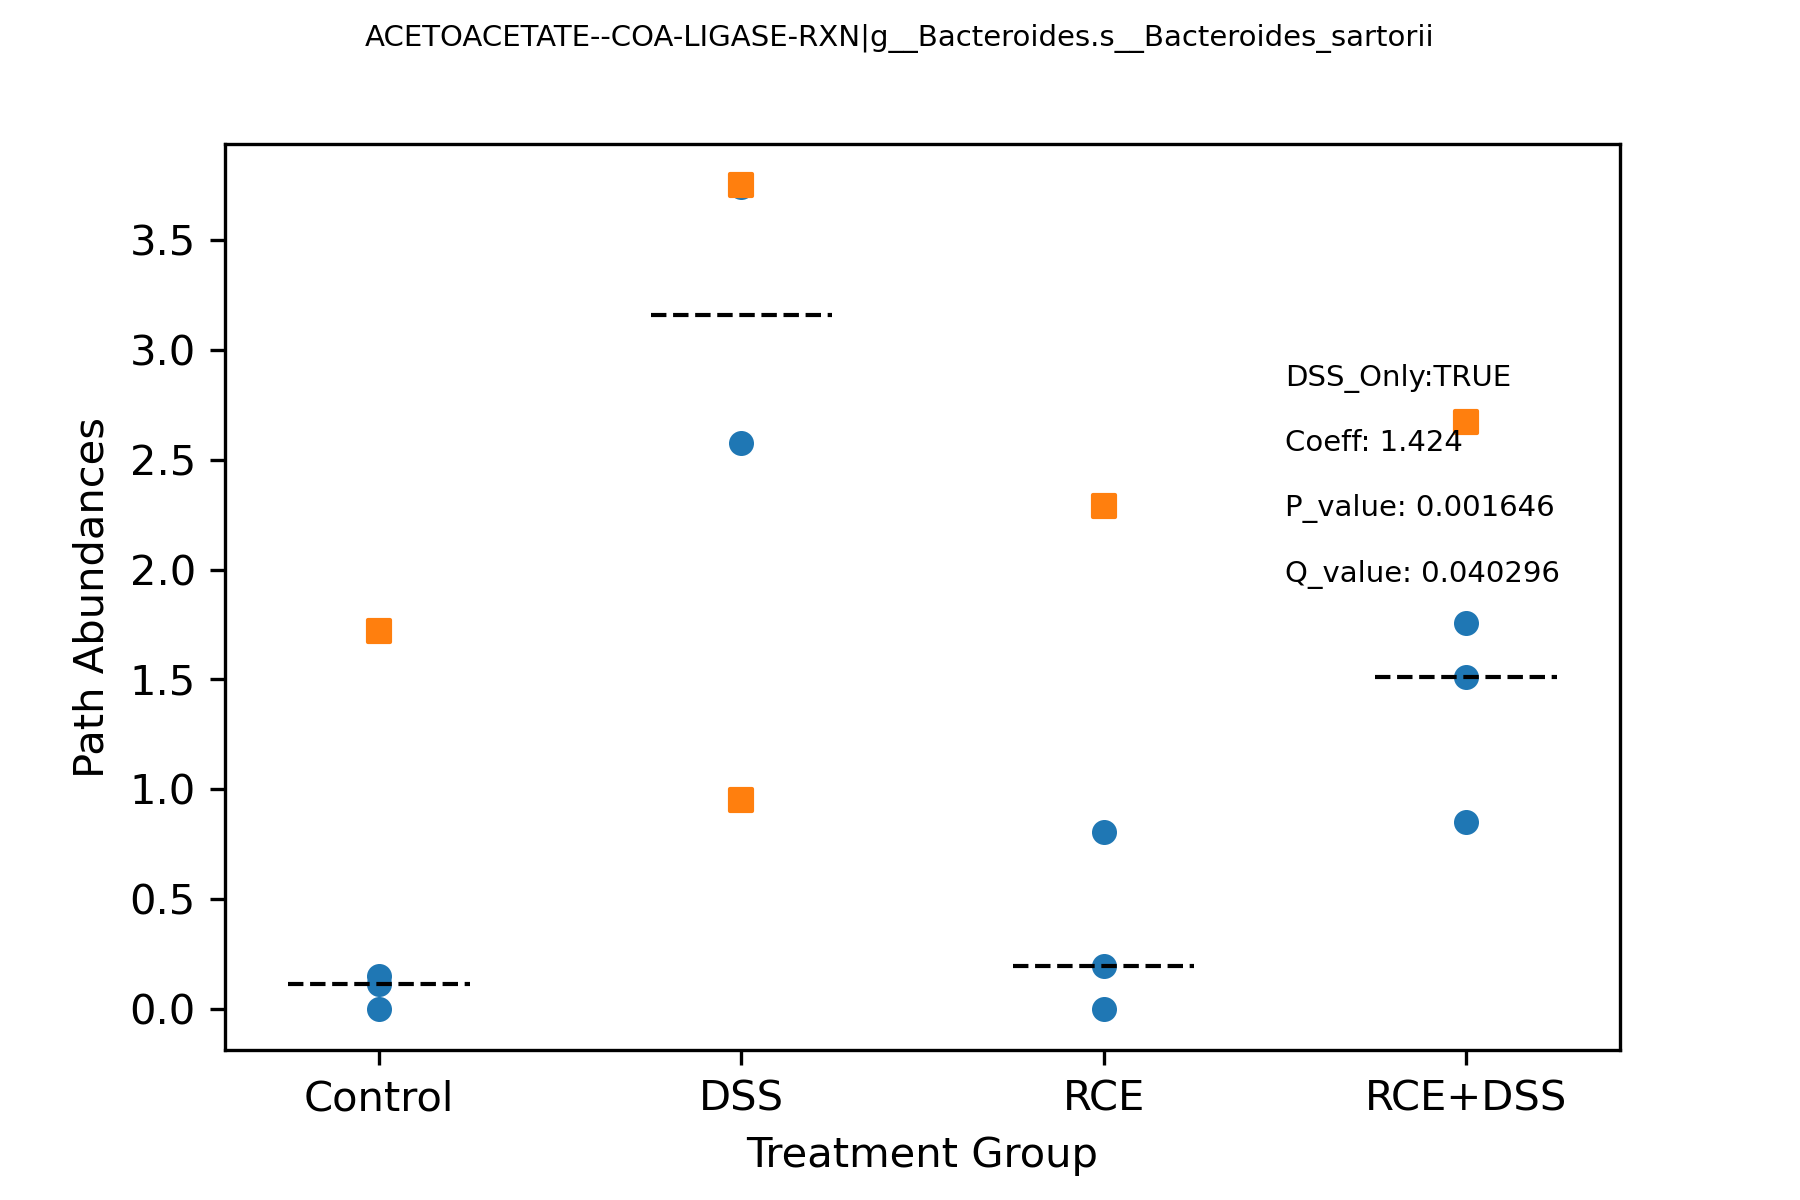 ACETOACETATE--COA-LIGASE-RXN|g__Bacteroides.s__Bacteroides_sartorii
Path Abundances
3.5
3.0
2.5
2.0
1.5
1.0
0.5
0.0
DSS_Only:TRUE
Coeff: 1.424
P_value: 0.001646
Q_value: 0.040296
Control DSS RCE RCE+DSS
Treatment Group